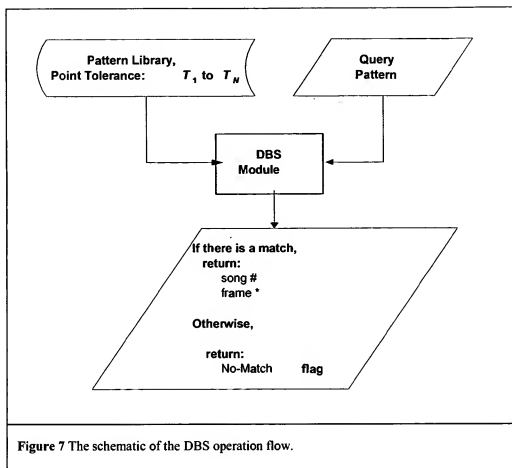 Pattern Library,
Point Tolerance: T1 to TN
Query
Pattern
DBS
Module
If there is a match,
return:
song #
frame *
Otherwise,
return:
No-Match flag
Figure 7 The schematic of the DBS operation flow.